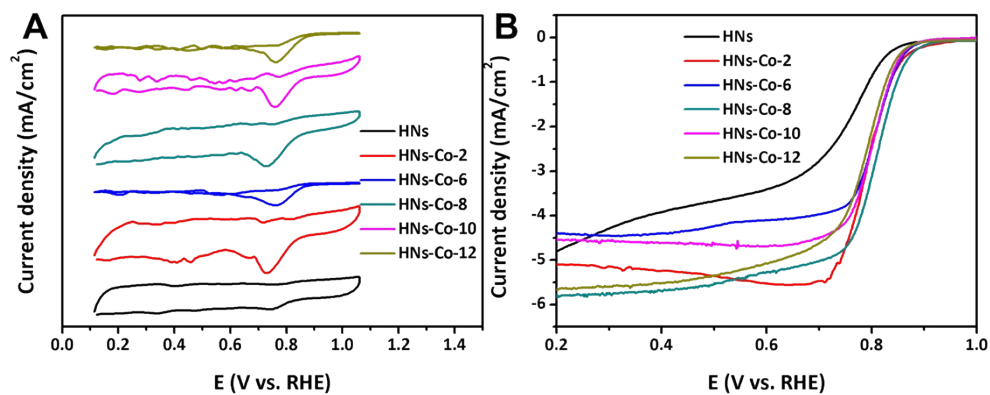 A
Current density (mA/cm²)
HNs
HNs-Co-2
HNs-Co-6
HNs-Co-8
HNs-Co-10
HNs-Co-12
0.0 0.2 0.4 0.6 0.8 1.0 1.2 1.4
E (V vs. RHE)
B
Current density (mA/cm²)
0
-1
-2
-3
-4
-5
-6
HNs
HNs-Co-2
HNs-Co-6
HNs-Co-8
HNs-Co-10
HNs-Co-12
0.2 0.4 0.6 0.8 1.0
E (V vs. RHE)